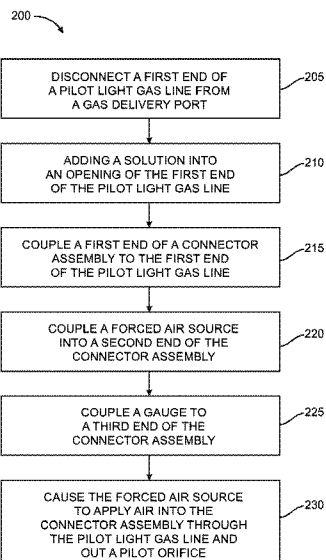 200
DISCONNECT A FIRST END OF
A PILOT LIGHT GAS LINE FROM
A GAS DELIVERY PORT
205
ADDING A SOLUTION INTO
AN OPENING OF THE FIRST END
OF THE PILOT LIGHT GAS LINE
210
COUPLE A FIRST END OF A CONNECTOR
ASSEMBLY TO THE FIRST END
OF THE PILOT LIGHT GAS LINE
215
COUPLE A FORCED AIR SOURCE
INTO A SECOND END OF THE
CONNECTOR ASSEMBLY
220
COUPLE A GAUGE TO
A THIRD END OF THE
CONNECTOR ASSEMBLY
225
CAUSE THE FORCED AIR SOURCE
TO APPLY AIR INTO THE
CONNECTOR ASSEMBLY THROUGH
THE PILOT LIGHT GAS LINE AND
OUT A PILOT ORIFICE
230